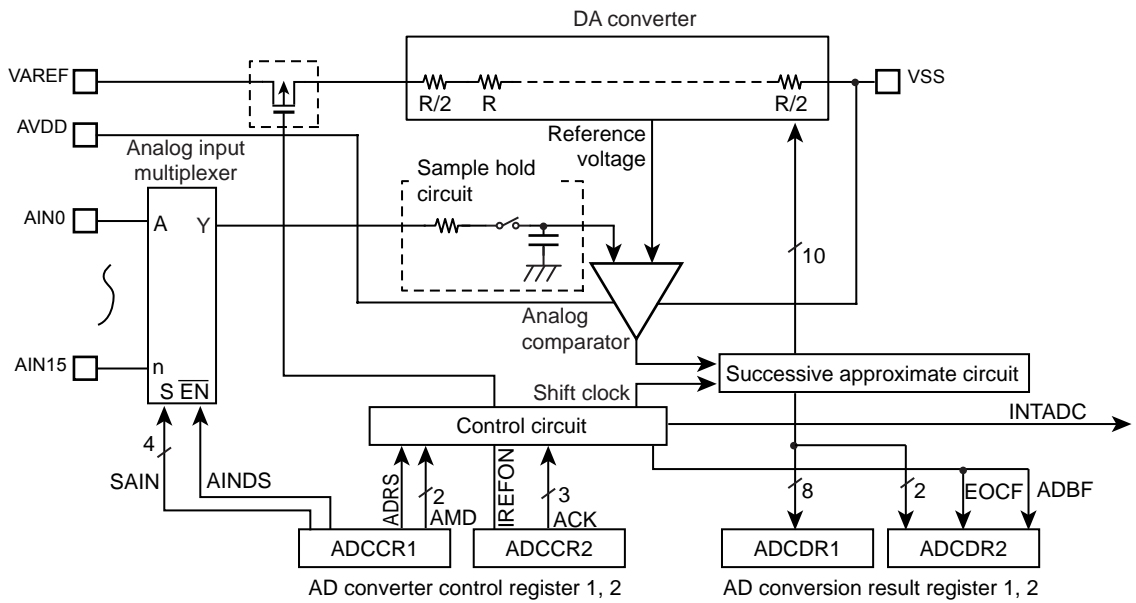 DA converter
VAREF
VSS
R/2
R
R/2
AVDD
Analog input
multiplexer
Reference
voltage
Sample hold
circuit
AIN0
A
Y
10
Analog
comparator
AIN15
n
S
EN
Successive approximate circuit
Shift clock
INTADC
Control circuit
4
SAIN
AINDS
ADRS
2
AMD
IREFON
3
ACK
8
2
EOCF
ADBF
ADCCR1
ADCCR2
ADCDR1
ADCDR2
AD converter control register 1, 2
AD conversion result register 1, 2